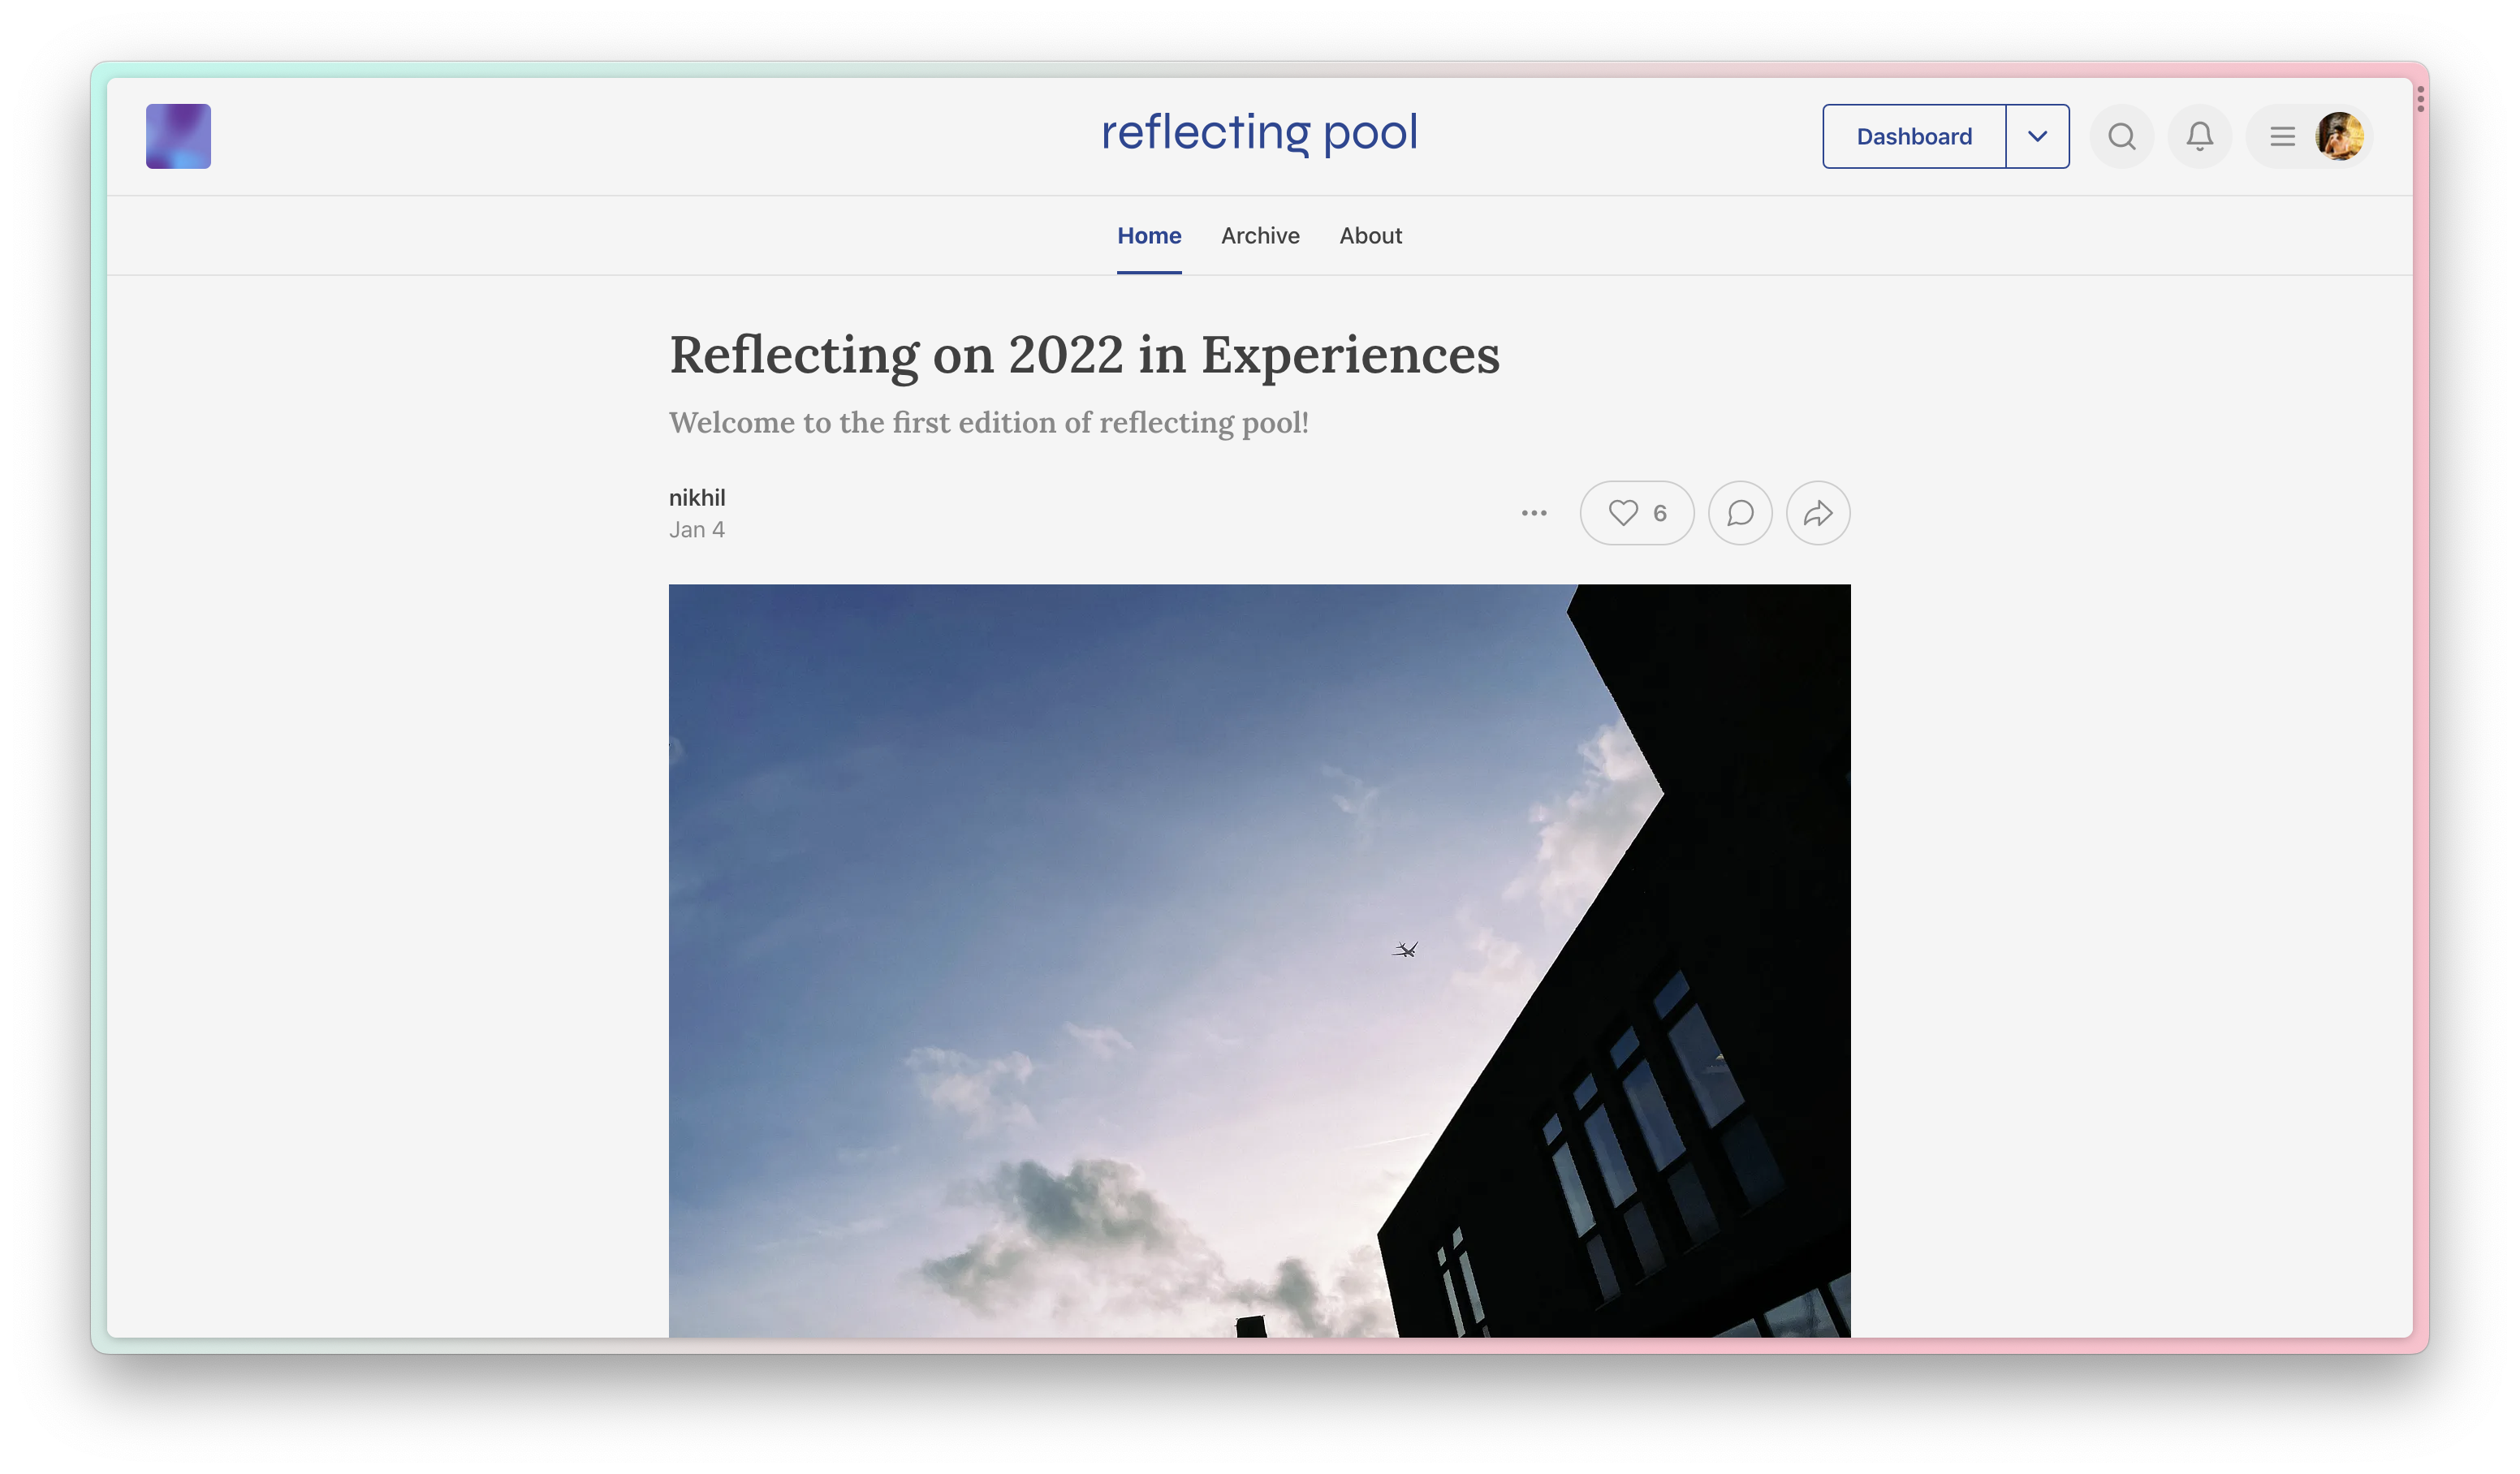 reflecting pool
Dashboard
Home Archive About
Reflecting on 2022 in Experiences
Welcome to the first edition of reflecting pool!
nikhil
Jan 4
6